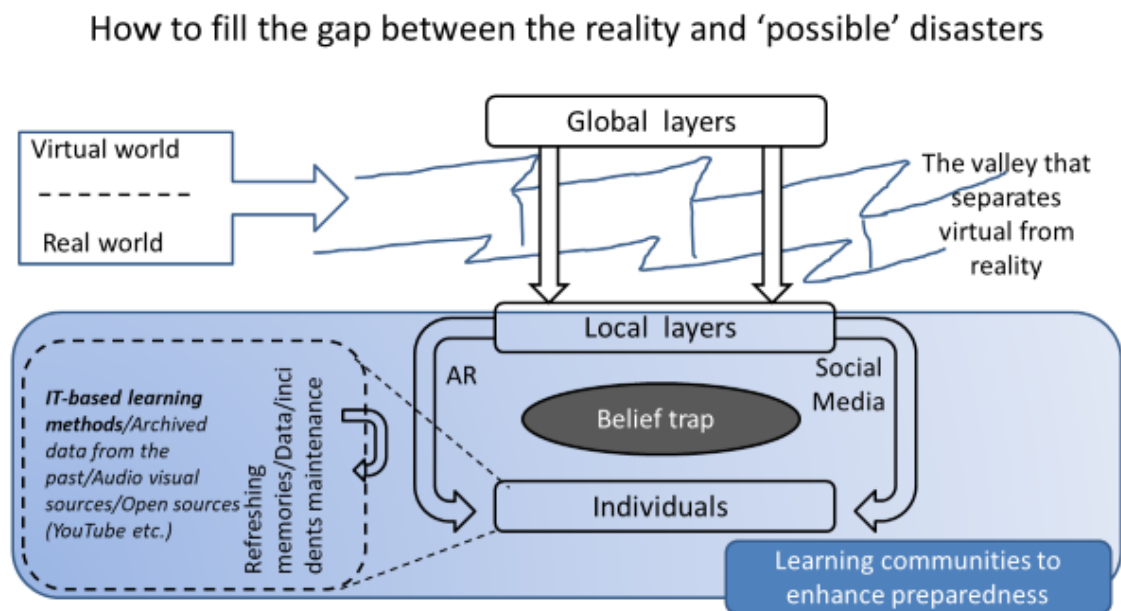 How to fill the gap between the reality and ‘possible’ disasters
Global layers
Virtual world
Real world
The valley that
separates
virtual from
reality
Local layers
AR
Social
Media
Belief trap
IT-based learning
methods/Archived
data from the
past/Audio visual
sources/Open sources
(YouTube etc.)
Refreshing
memories/Data/inci
dents maintenance
Individuals
Learning communities to
enhance preparedness